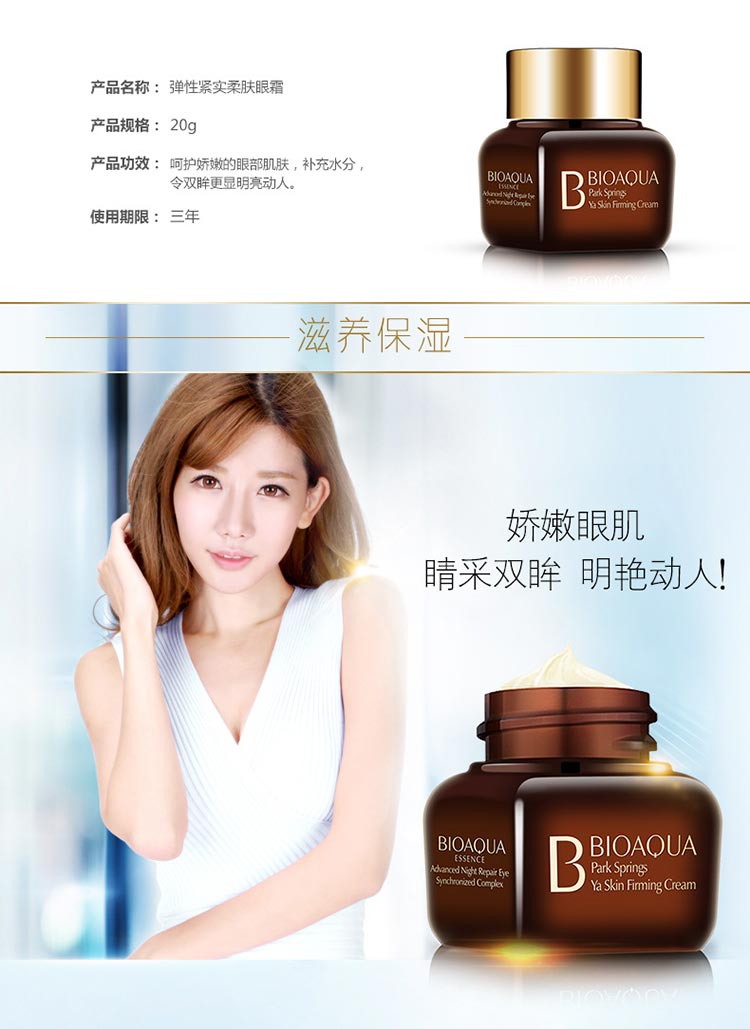 产品名称： 弹性紧实柔肤眼霜
产品规格： 20g
产品功效： 呵护娇嫩的眼部肌肤，补充水分，
令双眸更显明亮动人。
使用期限： 三年
BIOAQUA
ESSENCE
Advanced Night Repair Eye
Synchronized Complex
B BIOAQUA
Park Springs
Ya Skin Firming Cream
滋养保湿
娇嫩眼肌
睛采双眸 明艳动人!
BIOAQUA
ESSENCE
Advanced Night Repair Eye
Synchronized Complex
B BIOAQUA
Park Springs
Ya Skin Firming Cream